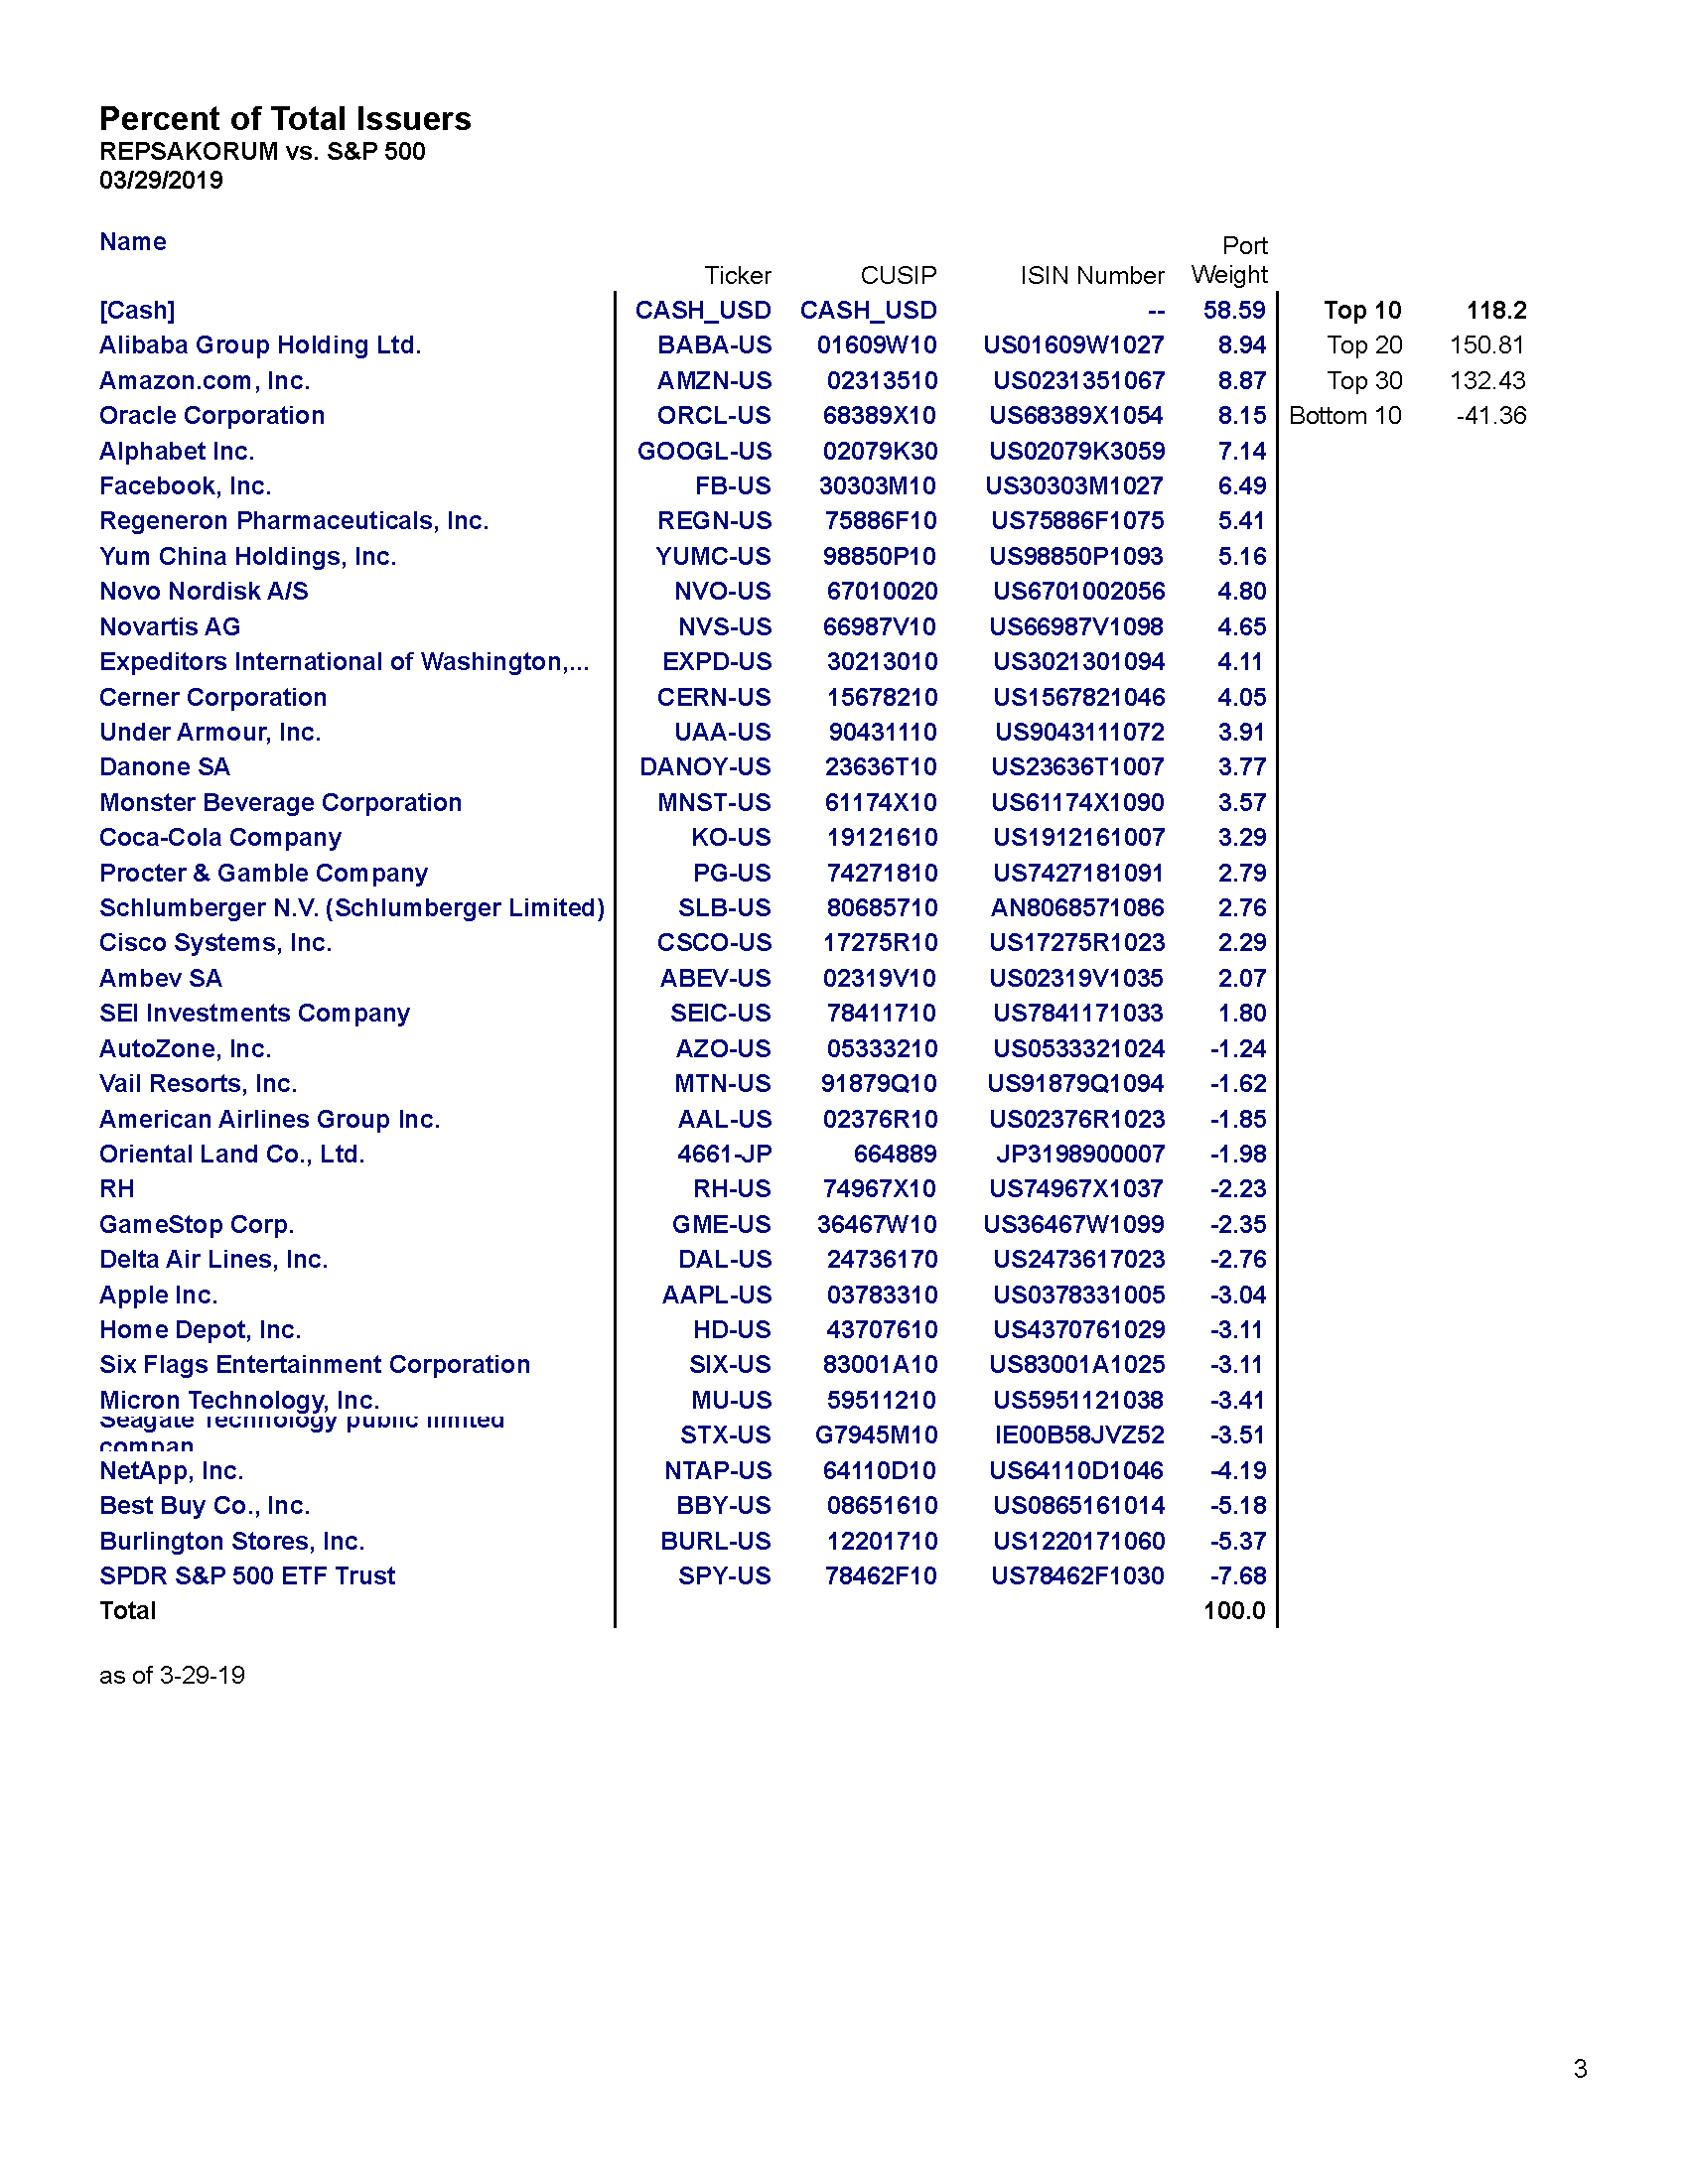 Percent of Total Issuers
REPSAKORUM vs. S&P 500
03/29/2019
Name Ticker CUSIP ISIN Number Port Weight
[Cash] CASH_USD CASH_USD -- 58.59 Top 10 118.2
Alibaba Group Holding Ltd. BABA-US 01609W10 US01609W1027 8.94 Top 20 150.81
Amazon.com, Inc. AMZN-US 02313510 US0231351067 8.87 Top 30 132.43
Oracle Corporation ORCL-US 68389X10 US68389X1054 8.15 Bottom 10 -41.36
Alphabet Inc. GOOGL-US 02079K30 US02079K3059 7.14
Facebook, Inc. FB-US 30303M10 US30303M1027 6.49
Regeneron Pharmaceuticals, Inc. REGN-US 75886F10 US75886F1075 5.41
Yum China Holdings, Inc. YUMC-US 98850P10 US98850P1093 5.16
Novo Nordisk A/S NVO-US 67010020 US6701002056 4.80
Novartis AG NVS-US 66987V10 US66987V1098 4.65
Expeditors International of Washington,... EXPD-US 30213010 US3021301094 4.11
Cerner Corporation CERN-US 15678210 US1567821046 4.05
Under Armour, Inc. UAA-US 90431110 US9043111072 3.91
Danone SA DANOY-US 23636T10 US23636T1007 3.77
Monster Beverage Corporation MNST-US 61174X10 US61174X1090 3.57
Coca-Cola Company KO-US 19121610 US1912161007 3.29
Procter & Gamble Company PG-US 74271810 US7427181091 2.79
Schlumberger N.V. (Schlumberger Limited) SLB-US 80685710 AN8068571086 2.76
Cisco Systems, Inc. CSCO-US 17275R10 US17275R1023 2.29
Ambev SA ABEV-US 02319V10 US02319V1035 2.07
SEI Investments Company SEIC-US 78411710 US7841171033 1.80
AutoZone, Inc. AZO-US 05333210 US0533321024 -1.24
Vail Resorts, Inc. MTN-US 91879Q10 US91879Q1094 -1.62
American Airlines Group Inc. AAL-US 02376R10 US02376R1023 -1.85
Oriental Land Co., Ltd. 4661-JP 664889 JP3198900007 -1.98
RH RH-US 74967X10 US74967X1037 -2.23
GameStop Corp. GME-US 36467W10 US36467W1099 -2.35
Delta Air Lines, Inc. DAL-US 24736170 US2473617023 -2.76
Apple Inc. AAPL-US 03783310 US0378331005 -3.04
Home Depot, Inc. HD-US 43707610 US4370761029 -3.11
Six Flags Entertainment Corporation SIX-US 83001A10 US83001A1025 -3.11
Micron Technology, Inc. MU-US 59511210 US5951121038 -3.41
Seagate Technology public limited compan STX-US G7945M10 IE00B58JVZ52 -3.51
NetApp, Inc. NTAP-US 64110D10 US64110D1046 -4.19
Best Buy Co., Inc. BBY-US 08651610 US0865161014 -5.18
Burlington Stores, Inc. BURL-US 12201710 US1220171060 -5.37
SPDR S&P 500 ETF Trust SPY-US 78462F10 US78462F1030 -7.68
Total 100.0
as of 3-29-19
3